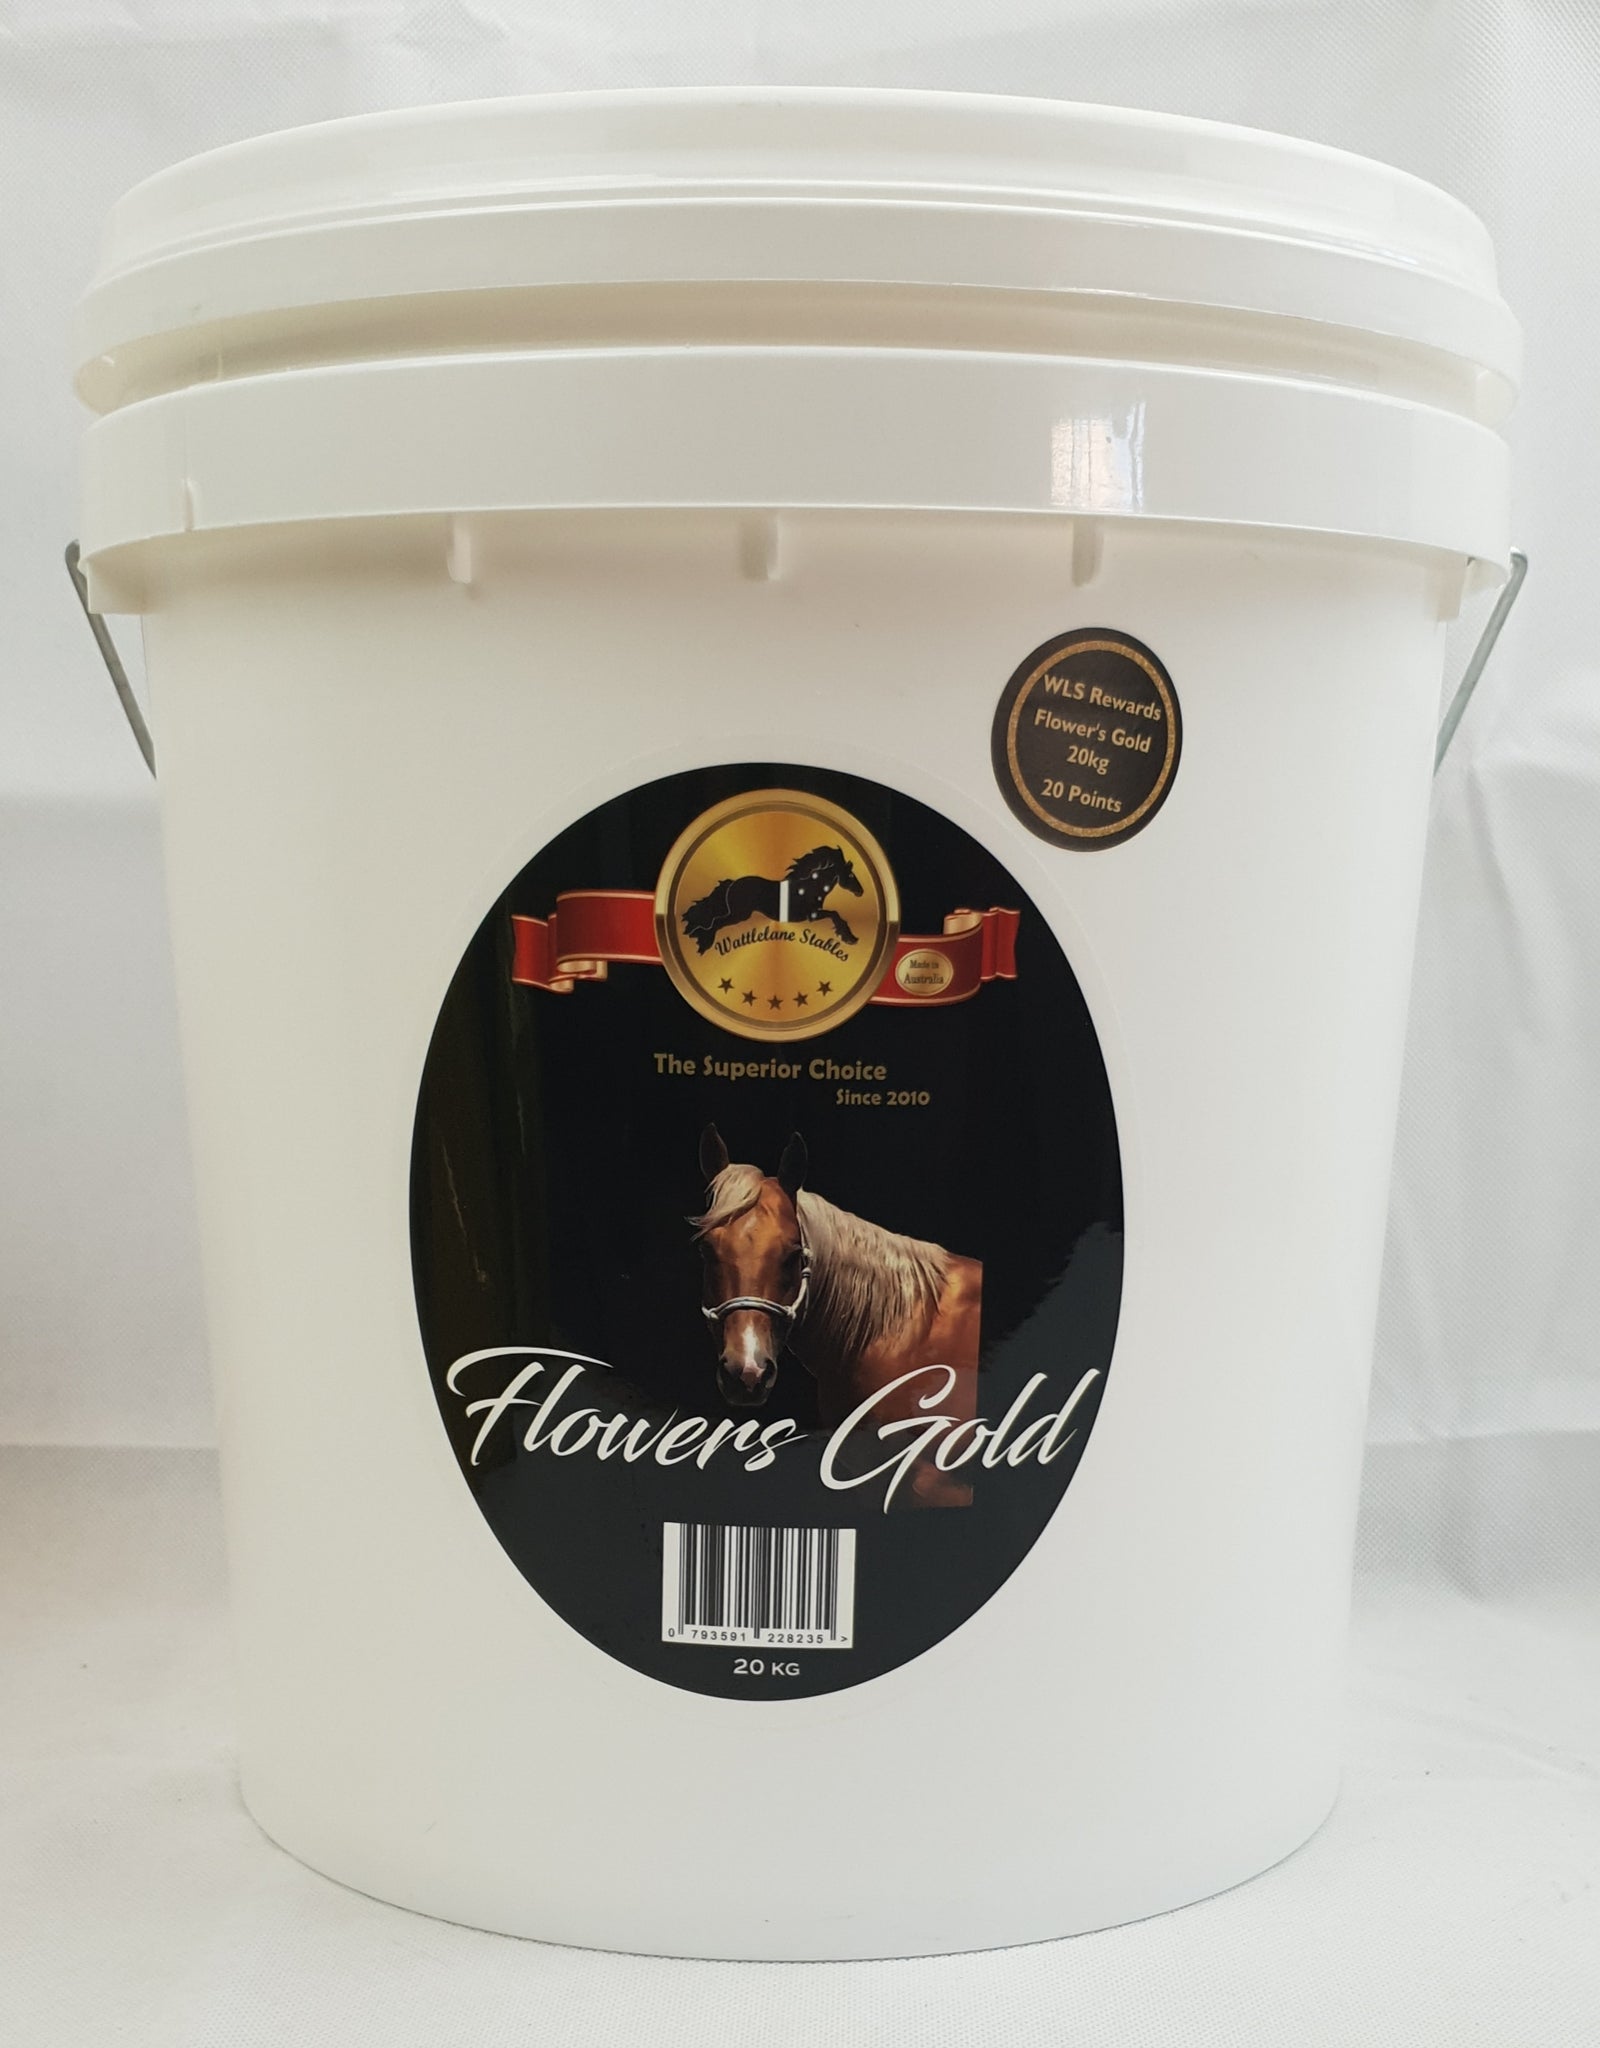 WLS Rewards
Flower's Gold
20kg
20 Points
Wattlelane Stables
Made in
Australia
The Superior Choice
Since 2010
Flowers Gold
0 793591 228235 >
20 KG